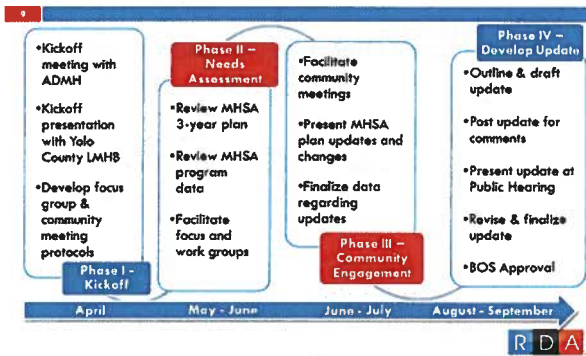 9
•Kickoff
meeting with
ADMH
•Kickoff
presentation
with Yolo
County LMHB
•Develop focus
group &
community
meeting
protocols
Phase I -
Kickoff
Phase II –
Needs
Assessment
•Review MHSA
3-year plan
•Review MHSA
program
data
•Facilitate
focus and
work groups
•Facilitate
community
meetings
•Present MHSA
plan updates and
changes
•Finalize data
regarding
updates
Phase III –
Community
Engagement
Phase IV –
Develop Update
•Outline & draft
update
•Post update for
comments
•Present update at
Public Hearing
•Revise & finalize
update
•BOS Approval
April
May - June
June - July
August - September
RDA